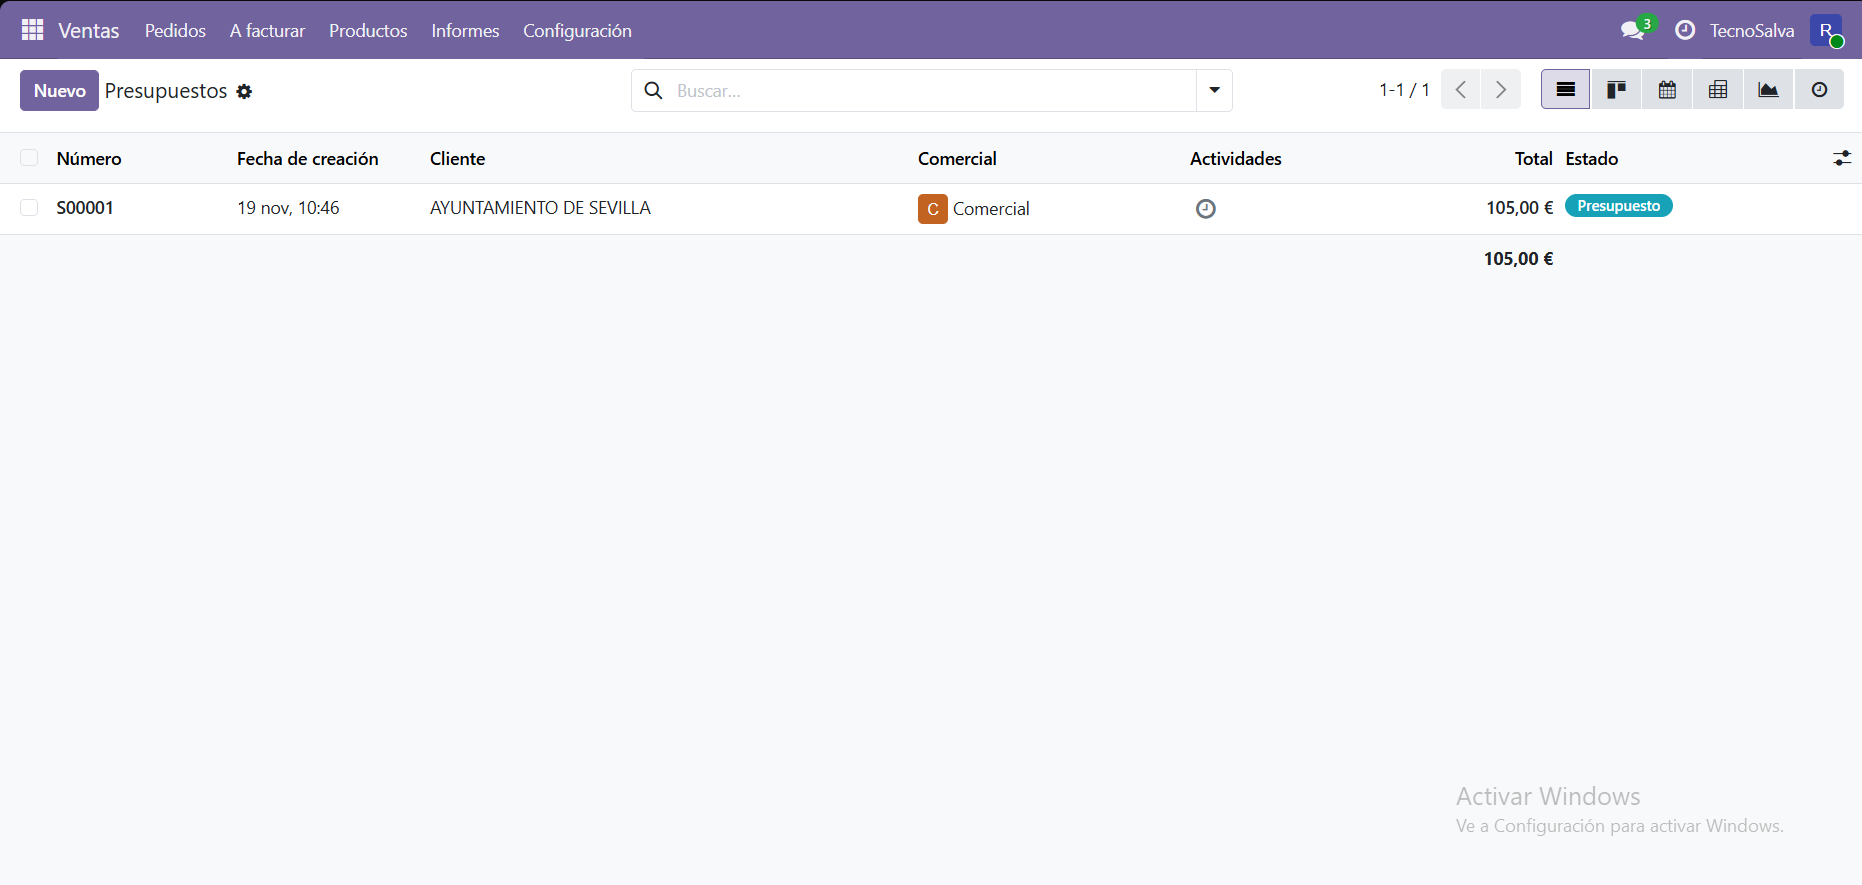 Ventas Pedidos A facturar Productos Informes Configuración 3 TecnoSalva R
Nuevo Presupuestos Buscar... 1-1 / 1
Número Fecha de creación Cliente Comercial Actividades Total Estado
S00001 19 nov, 10:46 AYUNTAMIENTO DE SEVILLA C Comercial 105,00 € Presupuesto
105,00 €
Activar Windows
Ve a Configuración para activar Windows.